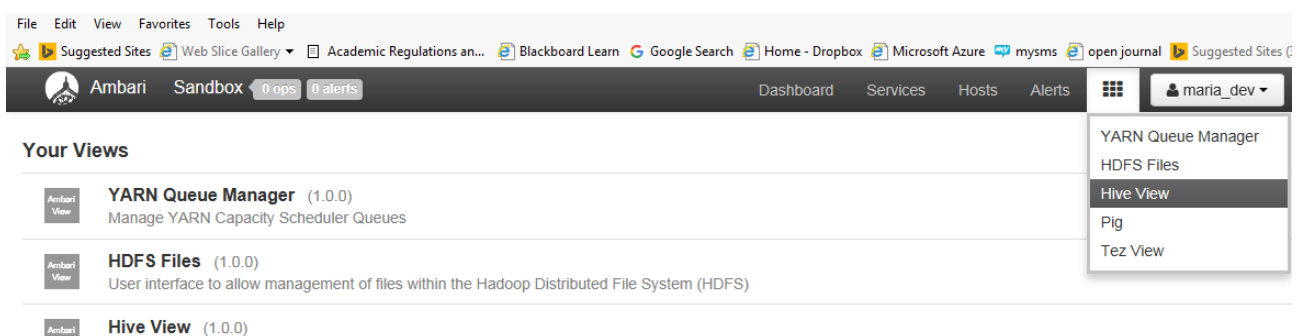 File Edit View Favorites Tools Help
Suggested Sites Web Slice Gallery Academic Regulations an... Blackboard Learn G Google Search Home - Dropbox Microsoft Azure mysms open journal Suggested Sites (
Ambari Sandbox 0 ops 0 alerts Dashboard Services Hosts Alerts maria_dev
YARN Queue Manager
HDFS Files
Hive View
Pig
Tez View
Your Views
Ambari View
YARN Queue Manager (1.0.0)
Manage YARN Capacity Scheduler Queues
Ambari View
HDFS Files (1.0.0)
User interface to allow management of files within the Hadoop Distributed File System (HDFS)
Ambari
Hive View (1.0.0)